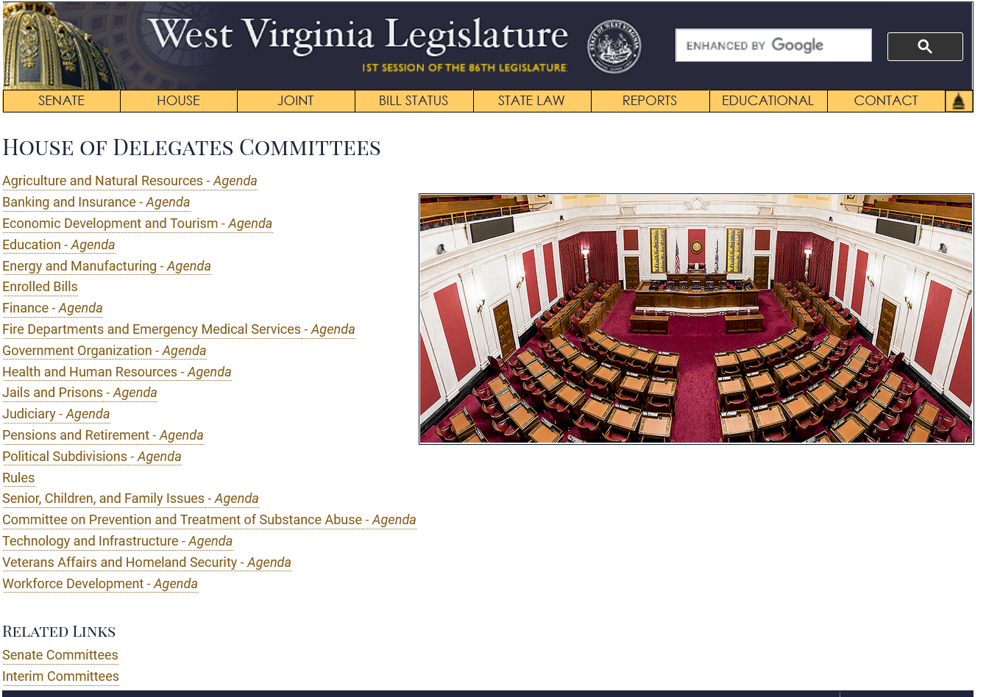 West Virginia Legislature
1ST SESSION OF THE 86TH LEGISLATURE
STATE OF WEST VIRGINIA
ENHANCED BY Google
SENATE HOUSE JOINT BILL STATUS STATE LAW REPORTS EDUCATIONAL CONTACT
House of Delegates Committees
Agriculture and Natural Resources - Agenda
Banking and Insurance - Agenda
Economic Development and Tourism - Agenda
Education - Agenda
Energy and Manufacturing - Agenda
Enrolled Bills
Finance - Agenda
Fire Departments and Emergency Medical Services - Agenda
Government Organization - Agenda
Health and Human Resources - Agenda
Jails and Prisons - Agenda
Judiciary - Agenda
Pensions and Retirement - Agenda
Political Subdivisions - Agenda
Rules
Senior, Children, and Family Issues - Agenda
Committee on Prevention and Treatment of Substance Abuse - Agenda
Technology and Infrastructure - Agenda
Veterans Affairs and Homeland Security - Agenda
Workforce Development - Agenda
Related Links
Senate Committees
Interim Committees